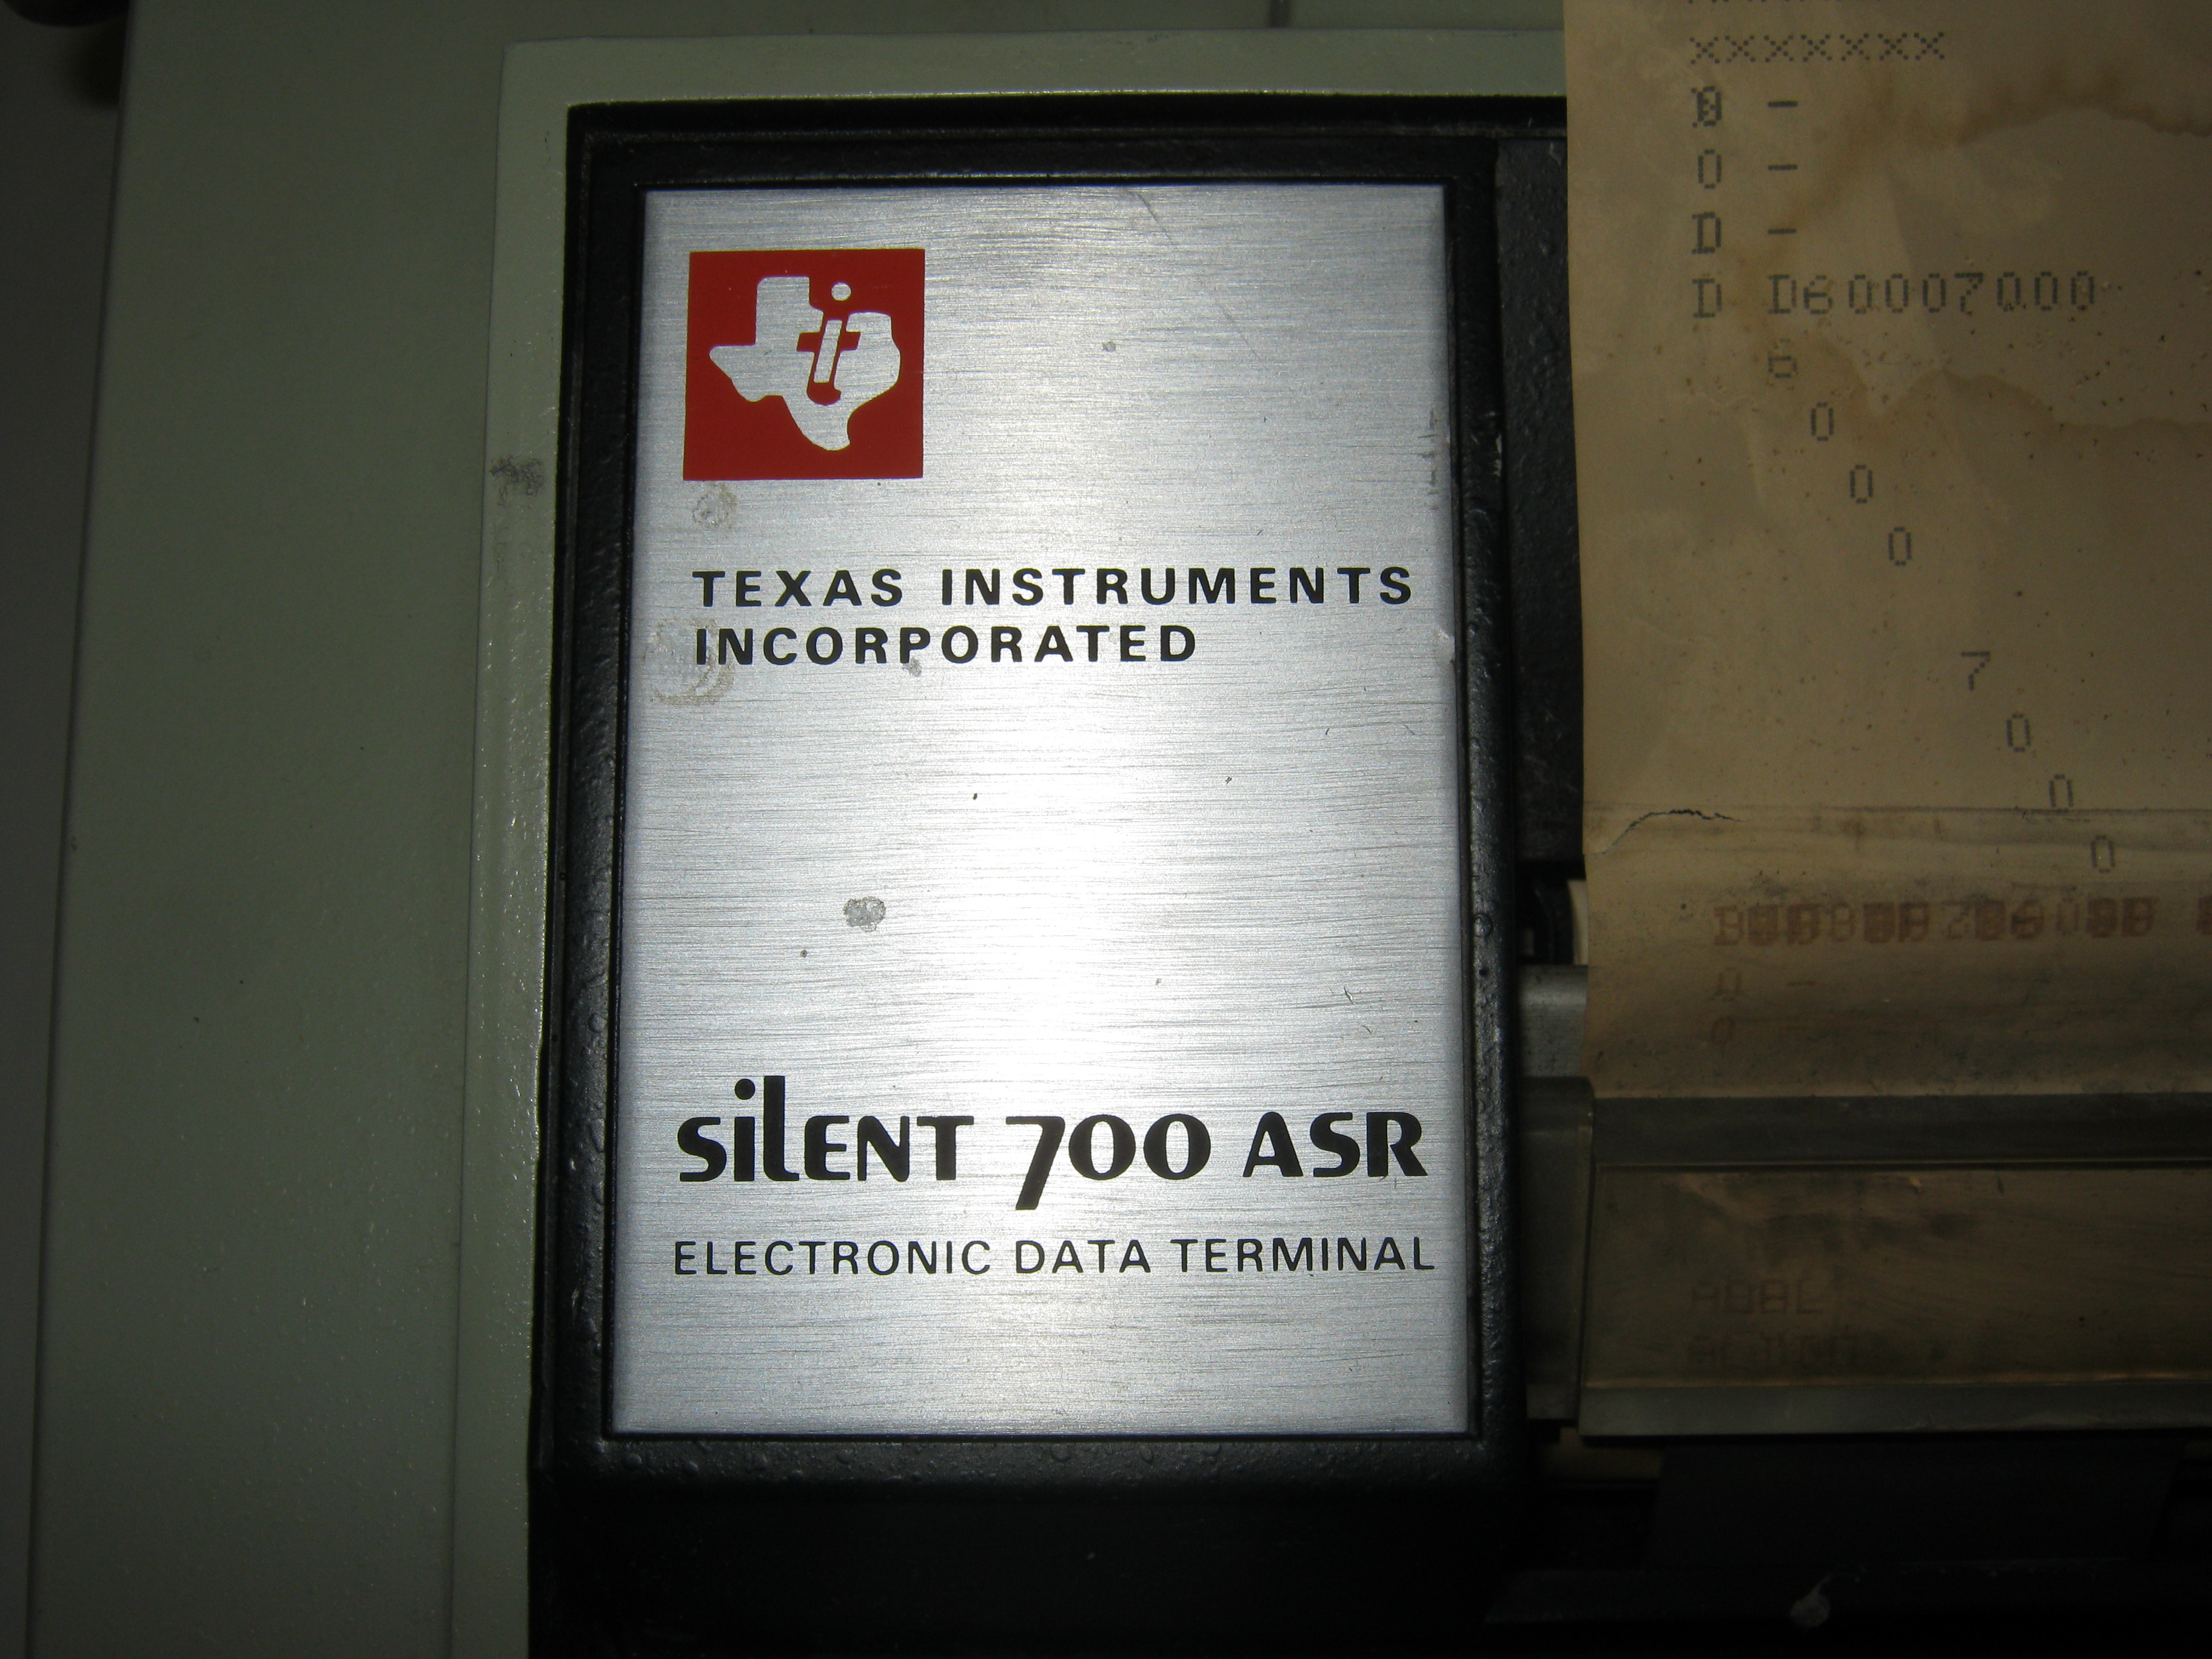 ti
TEXAS INSTRUMENTS
INCORPORATED
SilENT 700 ASR
ELECTRONIC DATA TERMINAL
XXXXXXX
0 -
D -
D D60007000
0
0
0
7
0
0
0
0 -